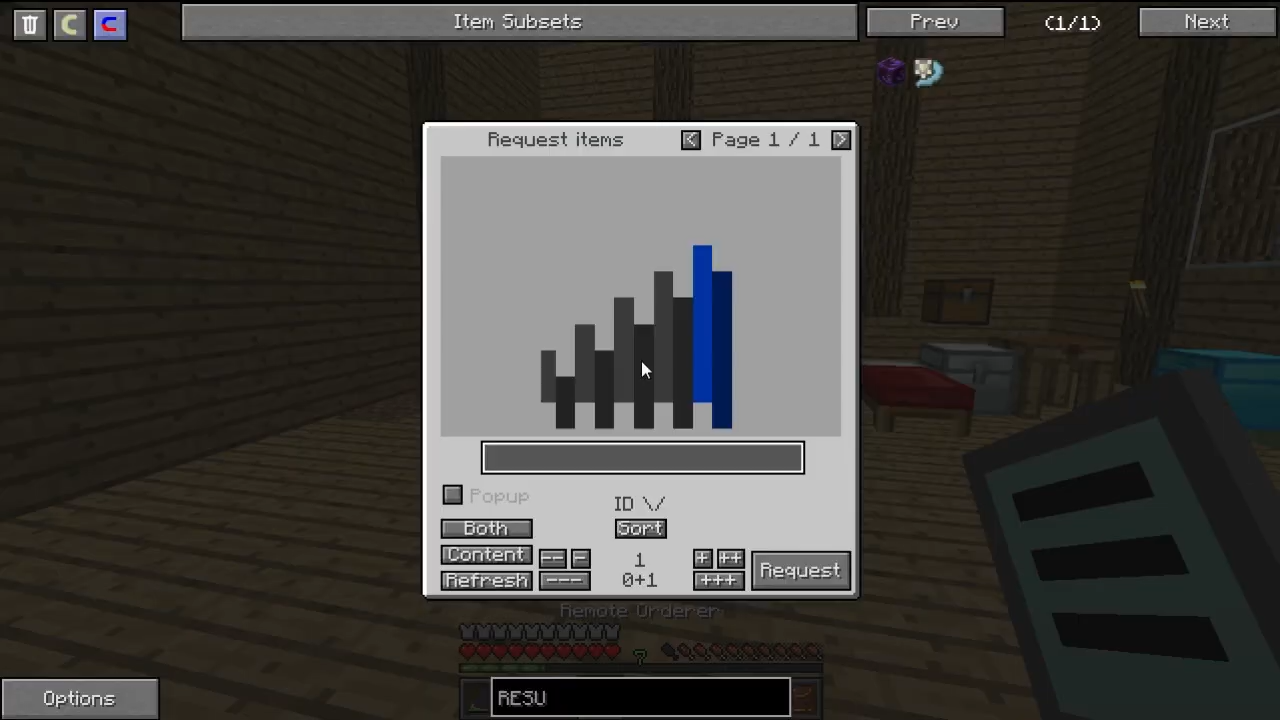 Item Subsets
Prev
(1/1)
Next
Request items
<
Page 1 / 1
>
Popup
ID \/
Both
Sort
Content
--
-
1
+
++
Request
Refresh
---
0+1
+++
Remote Orderer
Options
RESU